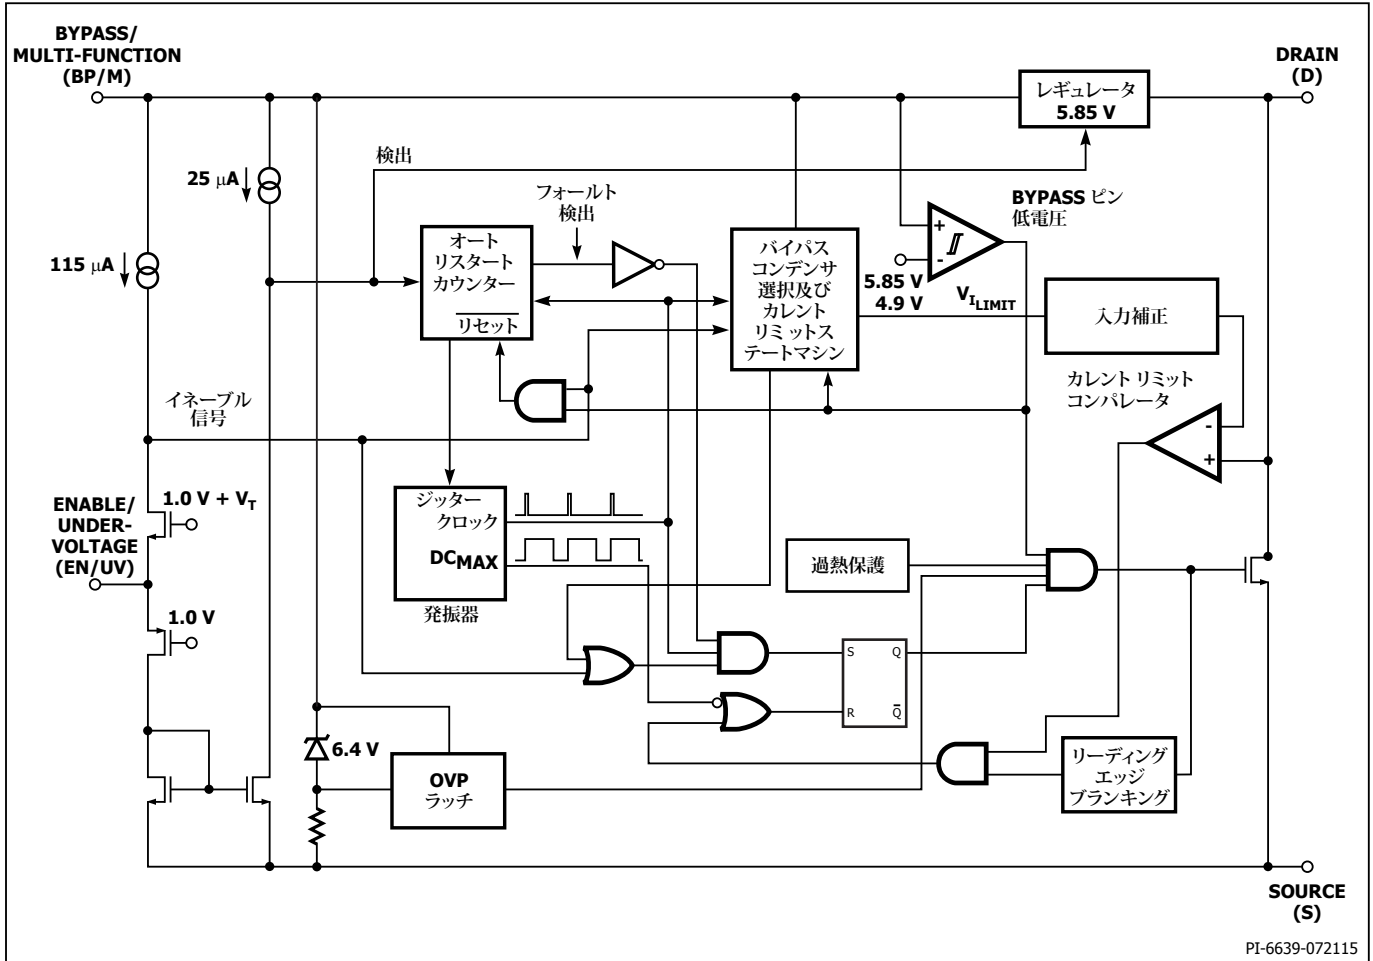 BYPASS/
MULTI-FUNCTION
(BP/M)
DRAIN
(D)
レギュレータ
5.85 V
検出
25 μA
115 μA
フォールト
検出
オート
リスタート
カウンター
リセット
バイパス
コンデンサ
選択及び
カレント
リミットス
テートマシン
BYPASS ピン
低電圧
+
-
5.85 V
4.9 V
VILIMIT
入力補正
カレント リミット
コンパレータ
-
+
イネーブル
信号
ENABLE/
UNDER-
VOLTAGE
(EN/UV)
1.0 V + VT
1.0 V
ジッター
クロック
DCMAX
発振器
過熱保護
S Q
R Q̅
6.4 V
OVP
ラッチ
リーディング
エッジ
ブランキング
SOURCE
(S)
PI-6639-072115